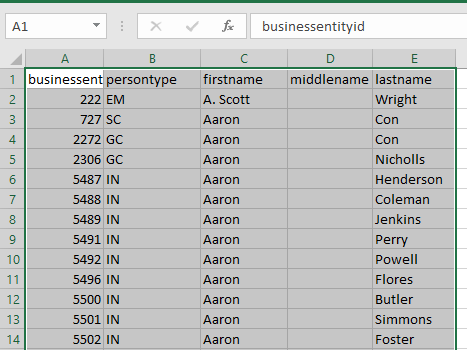 A1 fx businessentityid
A B C D E
1 businessent persontype firstname middlename lastname
2 222 EM A. Scott Wright
3 727 SC Aaron Con
4 2272 GC Aaron Con
5 2306 GC Aaron Nicholls
6 5487 IN Aaron Henderson
7 5488 IN Aaron Coleman
8 5489 IN Aaron Jenkins
9 5491 IN Aaron Perry
10 5492 IN Aaron Powell
11 5496 IN Aaron Flores
12 5500 IN Aaron Butler
13 5501 IN Aaron Simmons
14 5502 IN Aaron Foster